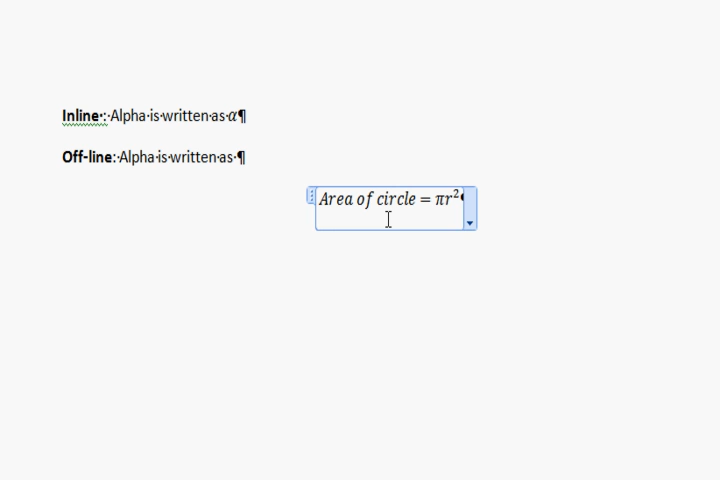 Inline : Alpha is written as α¶
Off-line: Alpha is written as ¶
Area of circle = πr²